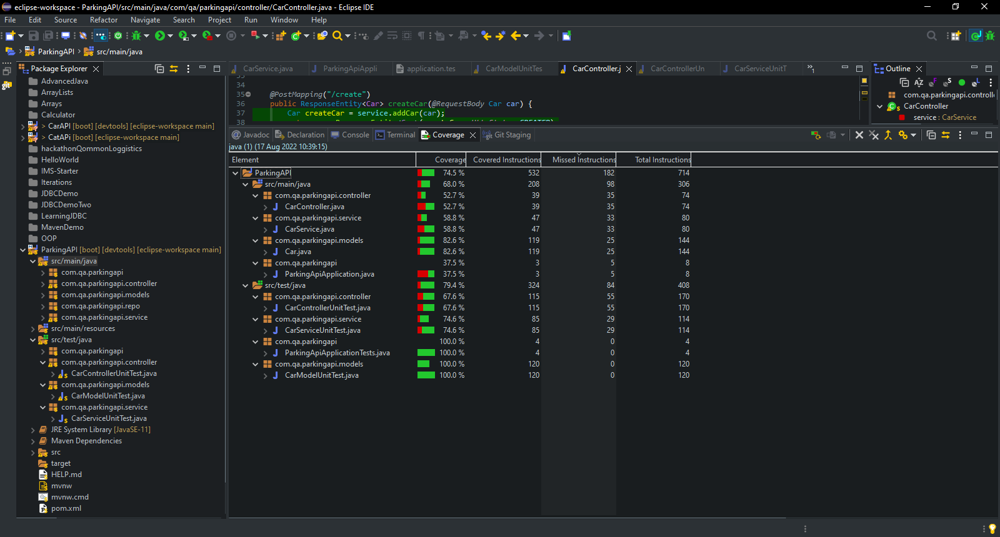 eclipse-workspace - ParkingAPI/src/main/java/com/qa/parkingapi/controller/CarController.java - Eclipse IDE
File Edit Source Refactor Navigate Search Project Run Window Help
ParkingAPI src/main/java
Package Explorer
AdvancedJava
ArrayLists
Arrays
Calculator
> CarAPI [boot] [devtools] [eclipse-workspace main]
> CatAPi [boot] [eclipse-workspace main]
hackathonQommonLoggistics
HelloWorld
IMS-Starter
Iterations
JDBCDemo
JDBCDemoTwo
LearningJDBC
MavenDemo
OOP
ParkingAPI [boot] [devtools] [eclipse-workspace main]
src/main/java
com.qa.parkingapi
com.qa.parkingapi.controller
com.qa.parkingapi.models
com.qa.parkingapi.repo
com.qa.parkingapi.service
src/main/resources
src/test/java
com.qa.parkingapi
com.qa.parkingapi.controller
CarControllerUnitTest.java
com.qa.parkingapi.models
CarModelUnitTest.java
com.qa.parkingapi.service
CarServiceUnitTest.java
JRE System Library [JavaSE-11]
Maven Dependencies
src
target
HELP.md
mvnw
mvnw.cmd
pom.xml
CarService.java ParkingApiAppli application.tes CarModelUnitTes CarController.j CarControllerUn CarServiceUnitT »1
34
35 @PostMapping("/create")
36 public ResponseEntity<Car> createCar(@RequestBody Car car) {
37 Car createCar = service.addCar(car);
38
Outline
com.qa.parkingapi.controlle
CarController
service : CarService
Javadoc Declaration Console Terminal Coverage Git Staging
java (1) (17 Aug 2022 10:39:15)
Element Coverage Covered Instructions Missed Instructions Total Instructions
ParkingAPI 74.5 % 532 182 714
src/main/java 68.0 % 208 98 306
com.qa.parkingapi.controller 52.7 % 39 35 74
CarController.java 52.7 % 39 35 74
com.qa.parkingapi.service 58.8 % 47 33 80
CarService.java 58.8 % 47 33 80
com.qa.parkingapi.models 82.6 % 119 25 144
Car.java 82.6 % 119 25 144
com.qa.parkingapi 37.5 % 3 5 8
ParkingApiApplication.java 37.5 % 3 5 8
src/test/java 79.4 % 324 84 408
com.qa.parkingapi.controller 67.6 % 115 55 170
CarControllerUnitTest.java 67.6 % 115 55 170
com.qa.parkingapi.service 74.6 % 85 29 114
CarServiceUnitTest.java 74.6 % 85 29 114
com.qa.parkingapi 100.0 % 4 0 4
ParkingApiApplicationTests.java 100.0 % 4 0 4
com.qa.parkingapi.models 100.0 % 120 0 120
CarModelUnitTest.java 100.0 % 120 0 120